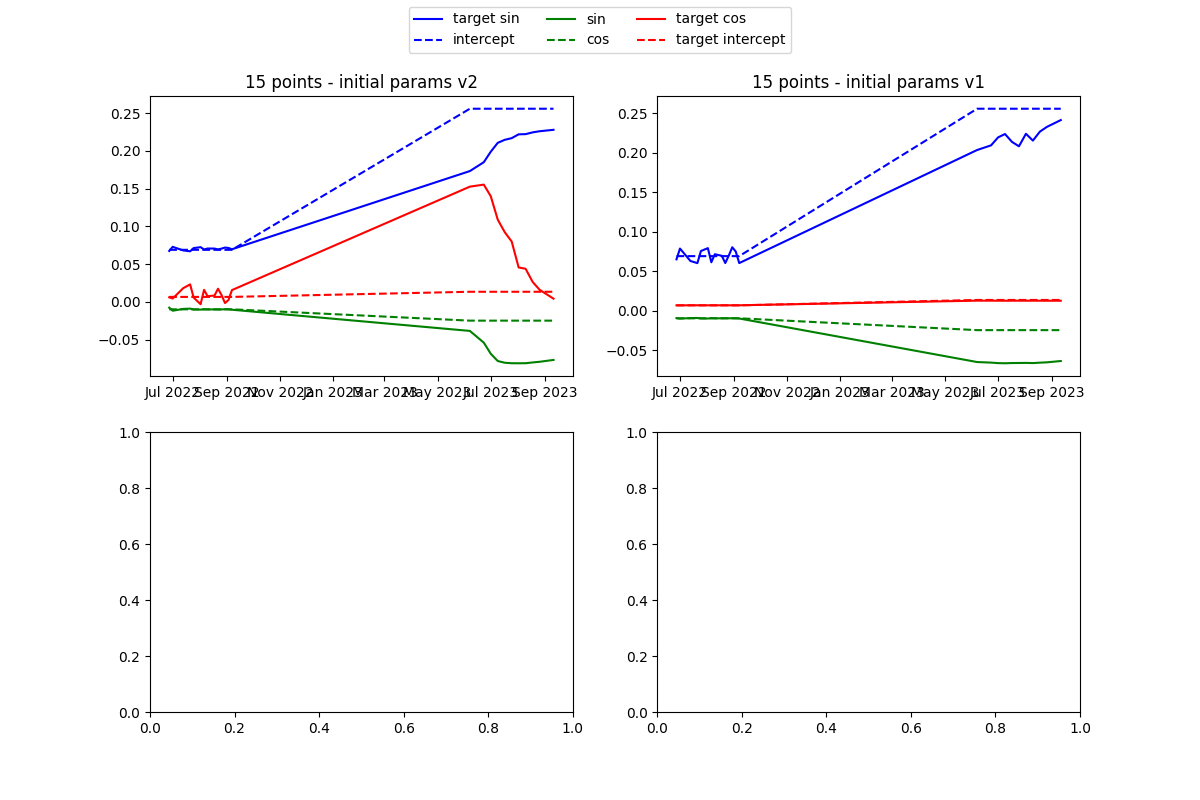 target sin sin target cos
intercept cos target intercept
15 points - initial params v2 15 points - initial params v1
0.25 0.25
0.20 0.20
0.15 0.15
0.10 0.10
0.05 0.05
0.00 0.00
−0.05 −0.05
Jul 2022 Sep 2022 Nov 2022 Jan 2023 Mar 2023 May 2023 Jul 2023 Sep 2023 Jul 2022 Sep 2022 Nov 2022 Jan 2023 Mar 2023 May 2023 Jul 2023 Sep 2023
1.0 1.0
0.8 0.8
0.6 0.6
0.4 0.4
0.2 0.2
0.0 0.0
0.0 0.2 0.4 0.6 0.8 1.0 0.0 0.2 0.4 0.6 0.8 1.0